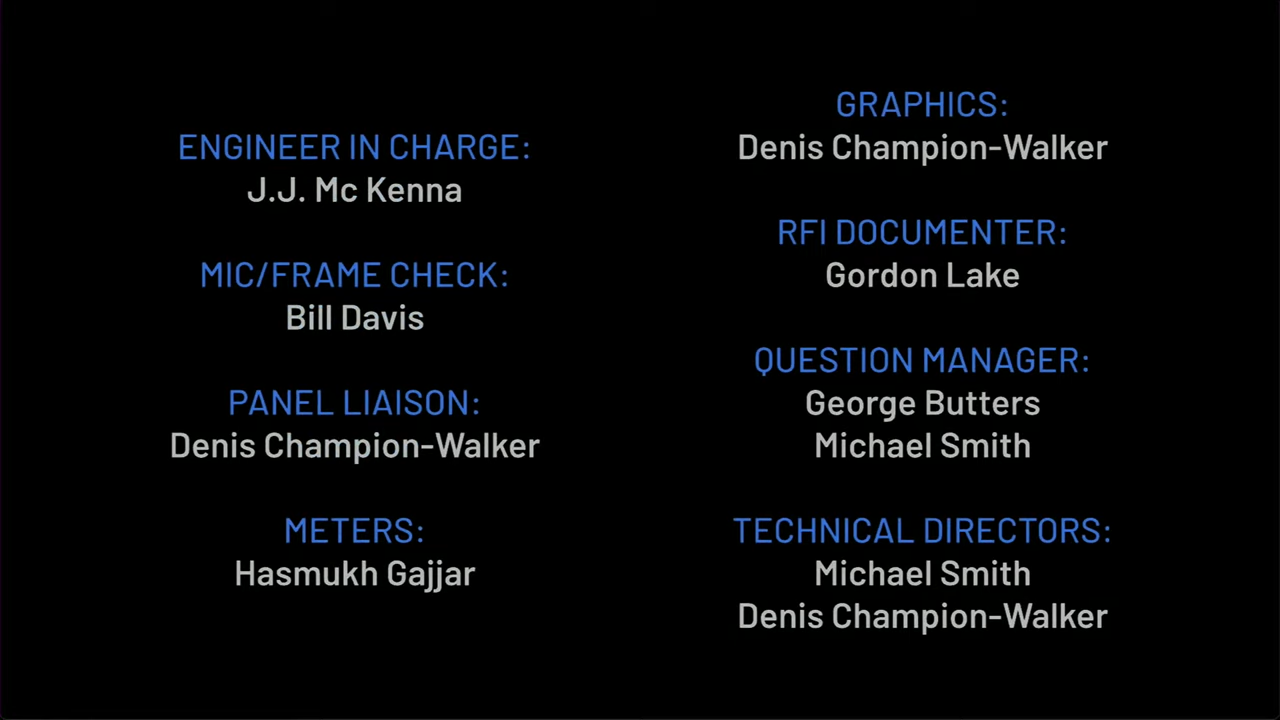 ENGINEER IN CHARGE:
J.J. Mc Kenna
MIC/FRAME CHECK:
Bill Davis
PANEL LIAISON:
Denis Champion-Walker
METERS:
Hasmukh Gajjar
GRAPHICS:
Denis Champion-Walker
RFI DOCUMENTER:
Gordon Lake
QUESTION MANAGER:
George Butters
Michael Smith
TECHNICAL DIRECTORS:
Michael Smith
Denis Champion-Walker